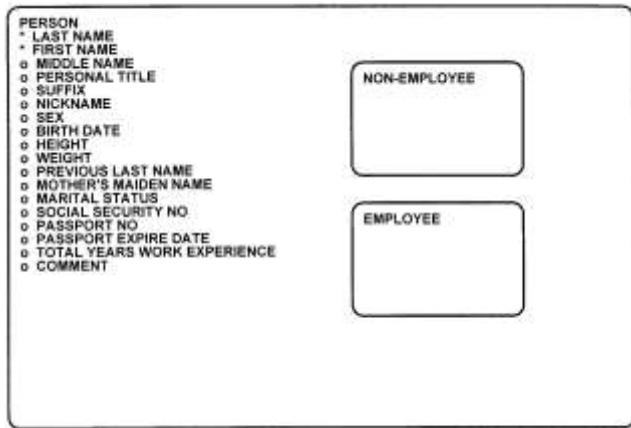 PERSON
* LAST NAME
* FIRST NAME
o MIDDLE NAME
o PERSONAL TITLE
o SUFFIX
o NICKNAME
o SEX
o BIRTH DATE
o HEIGHT
o WEIGHT
o PREVIOUS LAST NAME
o MOTHER'S MAIDEN NAME
o MARITAL STATUS
o SOCIAL SECURITY NO
o PASSPORT NO
o PASSPORT EXPIRE DATE
o TOTAL YEARS WORK EXPERIENCE
o COMMENT
NON-EMPLOYEE
EMPLOYEE